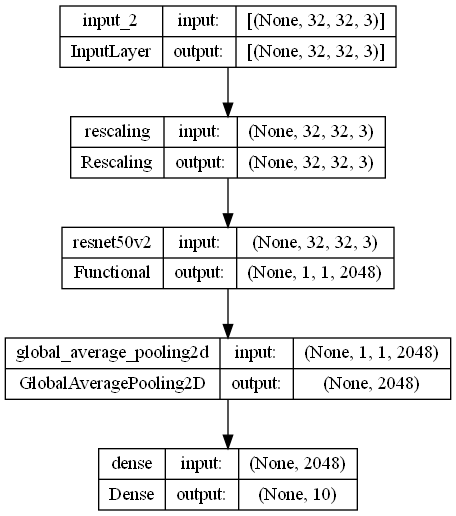 input_2 input: [(None, 32, 32, 3)]
InputLayer output: [(None, 32, 32, 3)]
rescaling input: (None, 32, 32, 3)
Rescaling output: (None, 32, 32, 3)
resnet50v2 input: (None, 32, 32, 3)
Functional output: (None, 1, 1, 2048)
global_average_pooling2d input: (None, 1, 1, 2048)
GlobalAveragePooling2D output: (None, 2048)
dense input: (None, 2048)
Dense output: (None, 10)